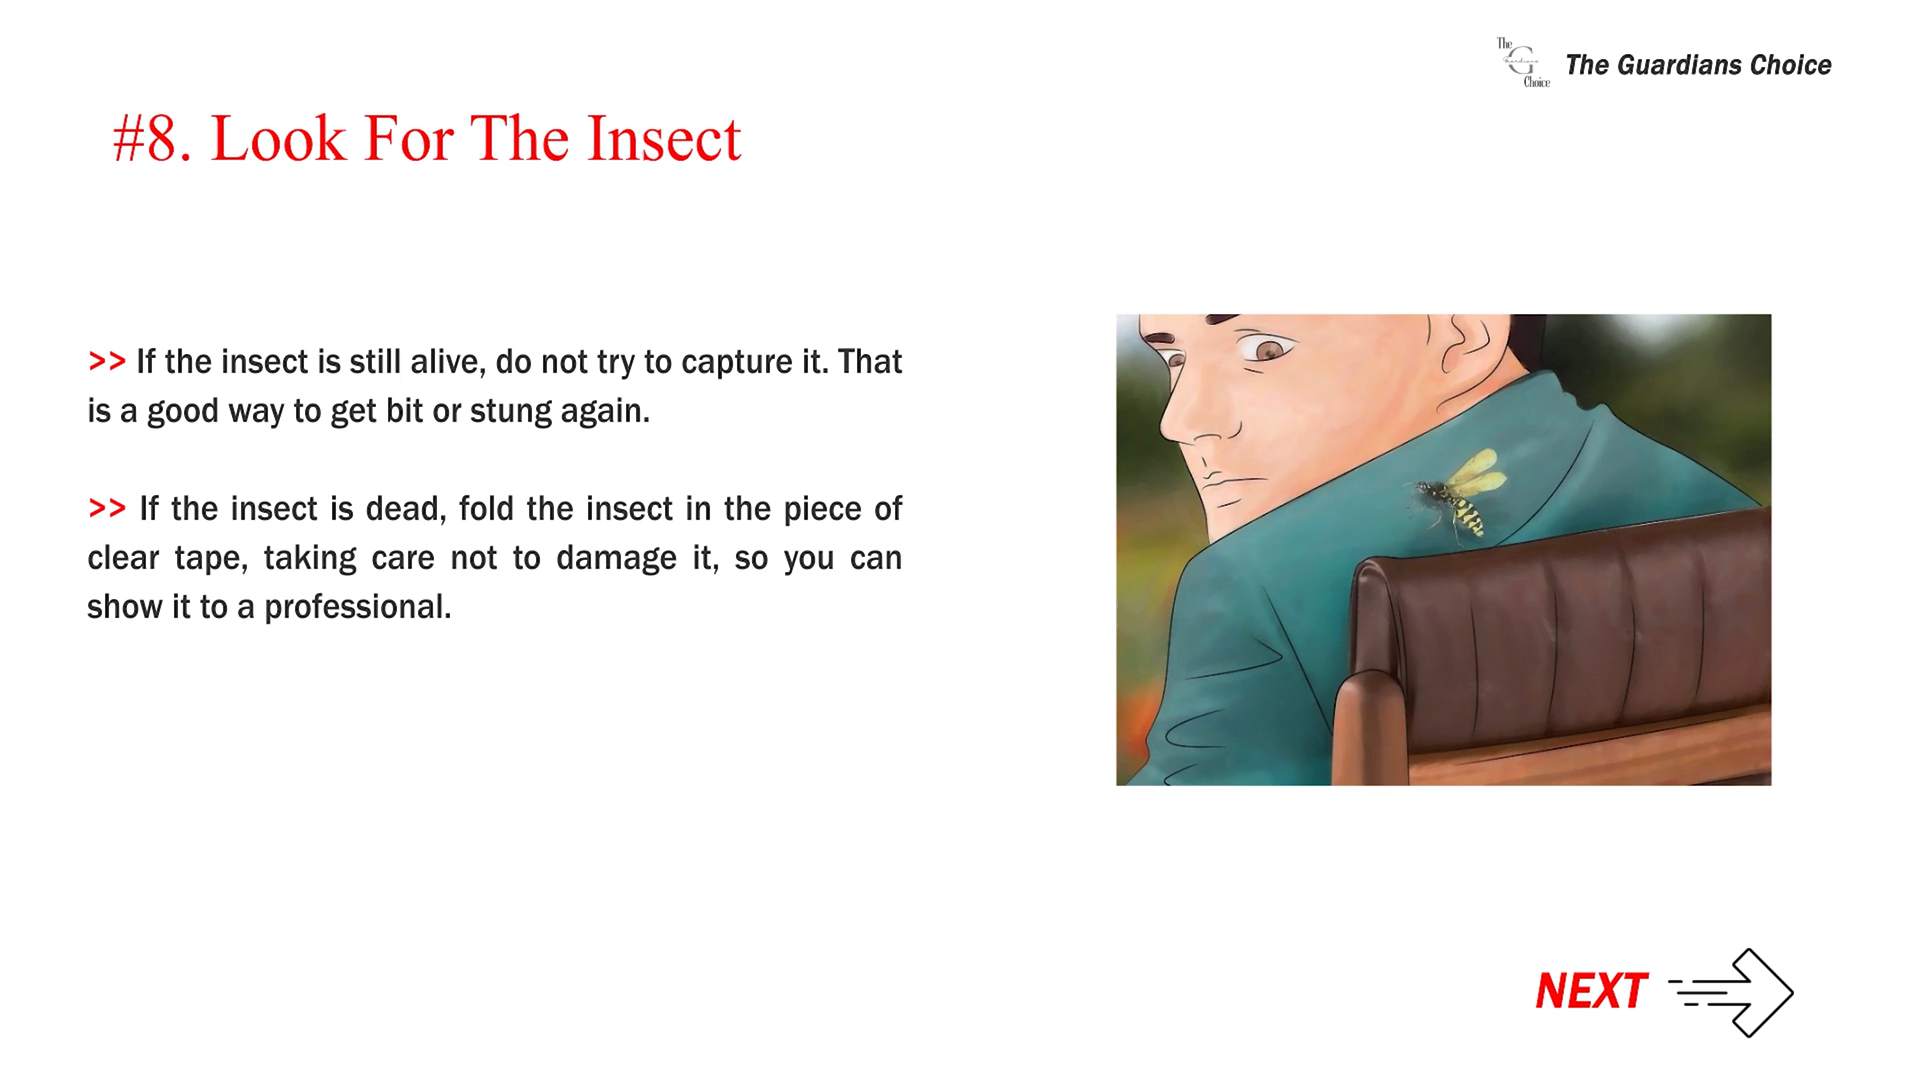 The
G
Guardians
Choice
The Guardians Choice
#8. Look For The Insect
>> If the insect is still alive, do not try to capture it. That
is a good way to get bit or stung again.
>> If the insect is dead, fold the insect in the piece of
clear tape, taking care not to damage it, so you can
show it to a professional.
NEXT